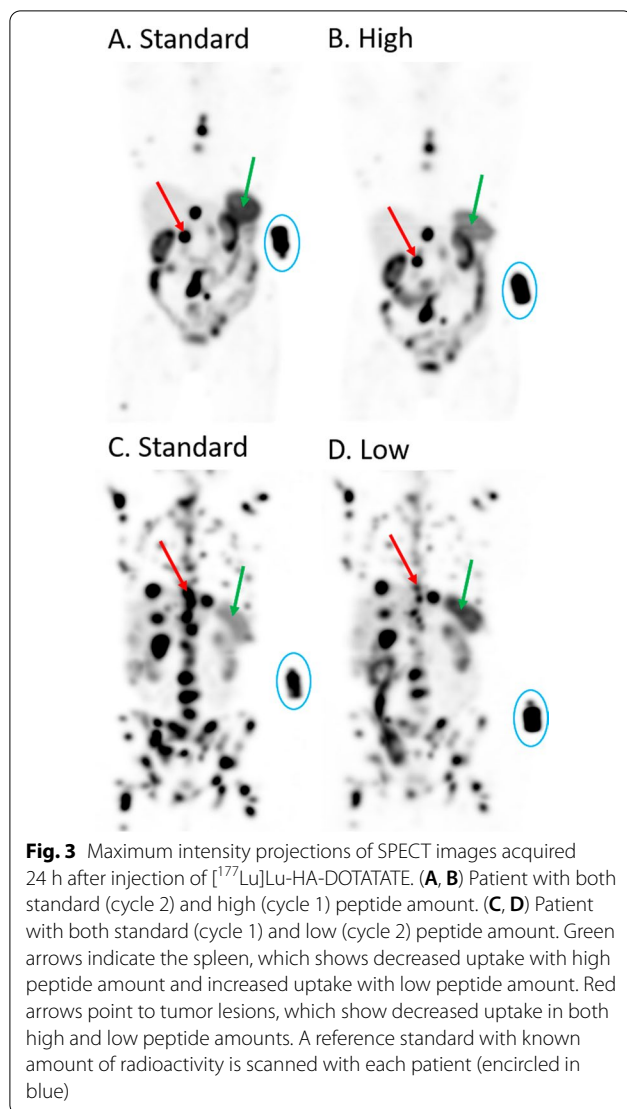 A. Standard
B. High
C. Standard
D. Low
Fig. 3 Maximum intensity projections of SPECT images acquired
24 h after injection of [¹⁷⁷Lu]Lu-HA-DOTATATE. (A, B) Patient with both
standard (cycle 2) and high (cycle 1) peptide amount. (C, D) Patient
with both standard (cycle 1) and low (cycle 2) peptide amount. Green
arrows indicate the spleen, which shows decreased uptake with high
peptide amount and increased uptake with low peptide amount. Red
arrows point to tumor lesions, which show decreased uptake in both
high and low peptide amounts. A reference standard with known
amount of radioactivity is scanned with each patient (encircled in
blue)